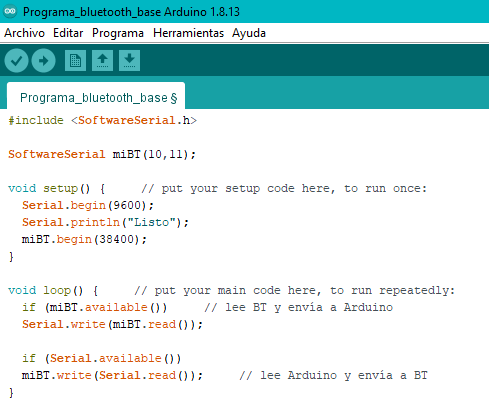 Programa_bluetooth_base Arduino 1.8.13
Archivo Editar Programa Herramientas Ayuda
Programa_bluetooth_base §
#include <SoftwareSerial.h>

SoftwareSerial miBT(10,11);

void setup() {     // put your setup code here, to run once:
  Serial.begin(9600);
  Serial.println("Listo");
  miBT.begin(38400);
}

void loop() {     // put your main code here, to run repeatedly:
  if (miBT.available())     // lee BT y envía a Arduino
  Serial.write(miBT.read());

  if (Serial.available())
  miBT.write(Serial.read());     // lee Arduino y envía a BT
}